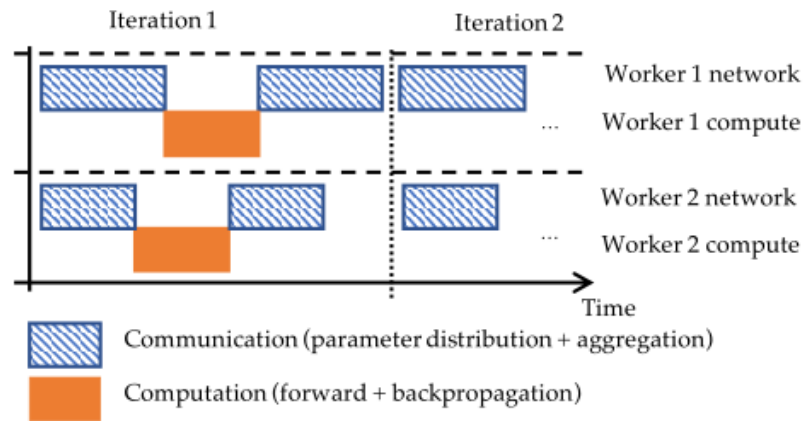 Iteration 1
Iteration 2
Worker 1 network
... Worker 1 compute
Worker 2 network
... Worker 2 compute
Time
Communication (parameter distribution + aggregation)
Computation (forward + backpropagation)